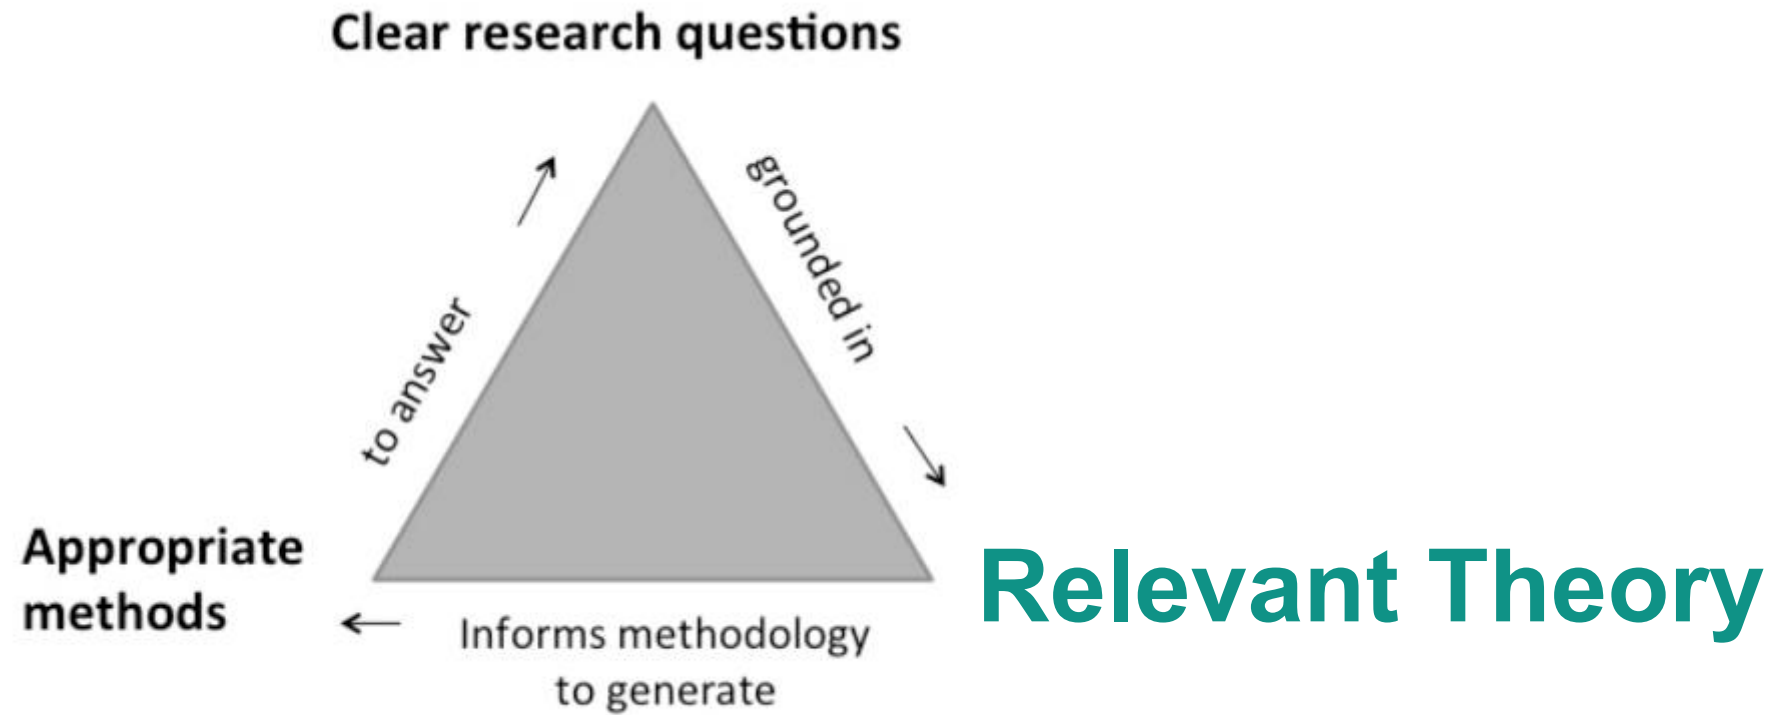 Clear research questions
grounded in
to answer
Appropriate
methods
Relevant Theory
Informs methodology
to generate